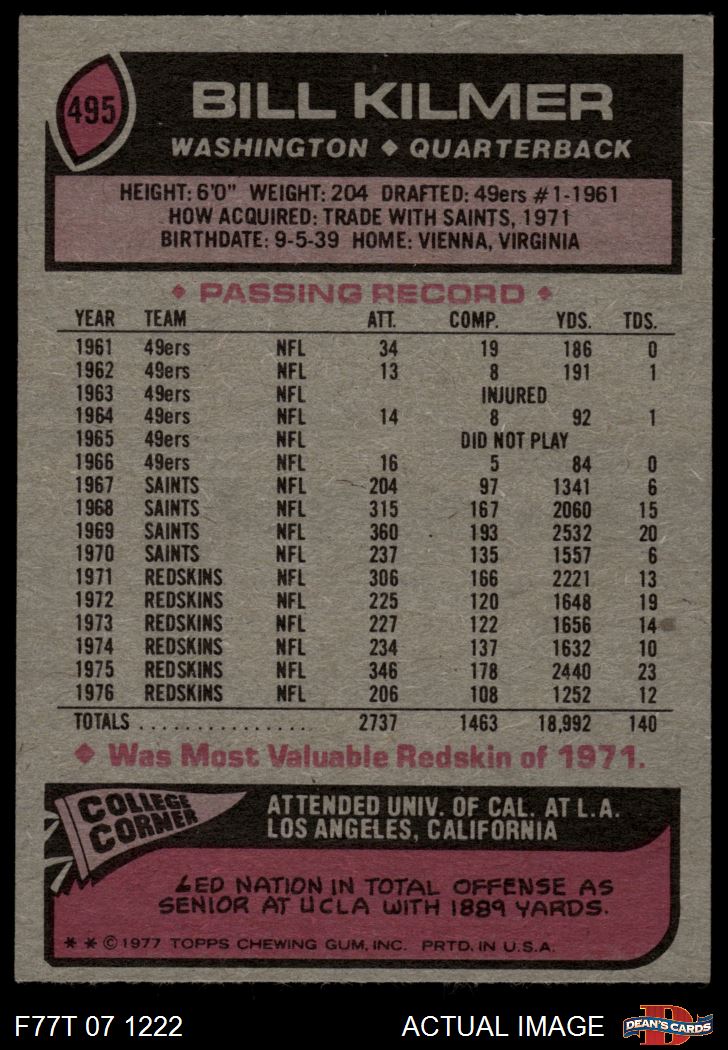 495
BILL KILMER
WASHINGTON ♦ QUARTERBACK
HEIGHT: 6'0" WEIGHT: 204 DRAFTED: 49ers #1-1961
HOW ACQUIRED: TRADE WITH SAINTS, 1971
BIRTHDATE: 9-5-39 HOME: VIENNA, VIRGINIA
♦ PASSING RECORD ♦
YEAR TEAM ATT. COMP. YDS. TDS.
1961 49ers NFL 34 19 186 0
1962 49ers NFL 13 8 191 1
1963 49ers NFL INJURED
1964 49ers NFL 14 8 92 1
1965 49ers NFL DID NOT PLAY
1966 49ers NFL 16 5 84 0
1967 SAINTS NFL 204 97 1341 6
1968 SAINTS NFL 315 167 2060 15
1969 SAINTS NFL 360 193 2532 20
1970 SAINTS NFL 237 135 1557 6
1971 REDSKINS NFL 306 166 2221 13
1972 REDSKINS NFL 225 120 1648 19
1973 REDSKINS NFL 227 122 1656 14
1974 REDSKINS NFL 234 137 1632 10
1975 REDSKINS NFL 346 178 2440 23
1976 REDSKINS NFL 206 108 1252 12
TOTALS ................ 2737 1463 18,992 140
♦ Was Most Valuable Redskin of 1971.
COLLEGE
CORNER
ATTENDED UNIV. OF CAL. AT L.A.
LOS ANGELES, CALIFORNIA
LED NATION IN TOTAL OFFENSE AS
SENIOR AT UCLA WITH 1889 YARDS.
* * © 1977 TOPPS CHEWING GUM, INC. PRTD. IN U.S.A.
F77T 07 1222
ACTUAL IMAGE
D
DEAN'S CARDS